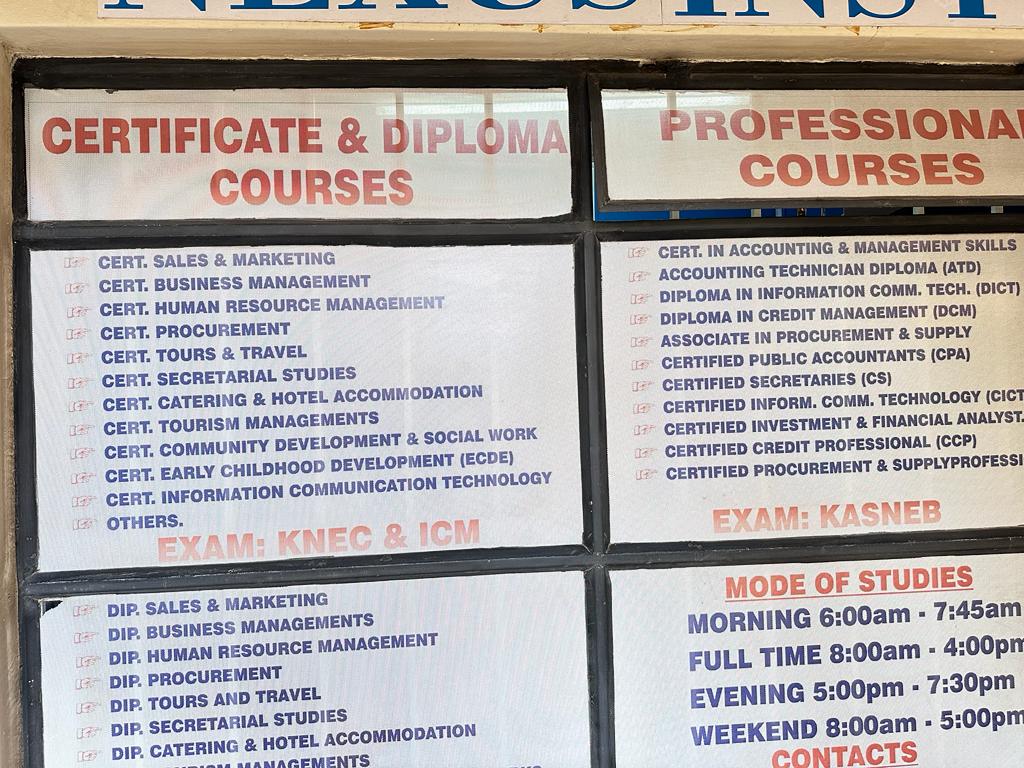 CERTIFICATE & DIPLOMA
COURSES
CERT. SALES & MARKETING
CERT. BUSINESS MANAGEMENT
CERT. HUMAN RESOURCE MANAGEMENT
CERT. PROCUREMENT
CERT. TOURS & TRAVEL
CERT. SECRETARIAL STUDIES
CERT. CATERING & HOTEL ACCOMMODATION
CERT. TOURISM MANAGEMENTS
CERT. COMMUNITY DEVELOPMENT & SOCIAL WORK
CERT. EARLY CHILDHOOD DEVELOPMENT (ECDE)
CERT. INFORMATION COMMUNICATION TECHNOLOGY
OTHERS.
EXAM: KNEC & ICM
DIP. SALES & MARKETING
DIP. BUSINESS MANAGEMENTS
DIP. HUMAN RESOURCE MANAGEMENT
DIP. PROCUREMENT
DIP. TOURS AND TRAVEL
DIP. SECRETARIAL STUDIES
DIP. CATERING & HOTEL ACCOMMODATION
MANAGEMENTS
PROFESSIONA
COURSES
CERT. IN ACCOUNTING & MANAGEMENT SKILLS
ACCOUNTING TECHNICIAN DIPLOMA (ATD)
DIPLOMA IN INFORMATION COMM. TECH. (DICT)
DIPLOMA IN CREDIT MANAGEMENT (DCM)
ASSOCIATE IN PROCUREMENT & SUPPLY
CERTIFIED PUBLIC ACCOUNTANTS (CPA)
CERTIFIED SECRETARIES (CS)
CERTIFIED INFORM. COMM. TECHNOLOGY (CICT
CERTIFIED INVESTMENT & FINANCIAL ANALYST.
CERTIFIED CREDIT PROFESSIONAL (CCP)
CERTIFIED PROCUREMENT & SUPPLYPROFESSI
EXAM: KASNEB
MODE OF STUDIES
MORNING 6:00am - 7:45am
FULL TIME 8:00am - 4:00pm
EVENING 5:00pm - 7:30pm
WEEKEND 8:00am - 5:00pm
CONTACTS